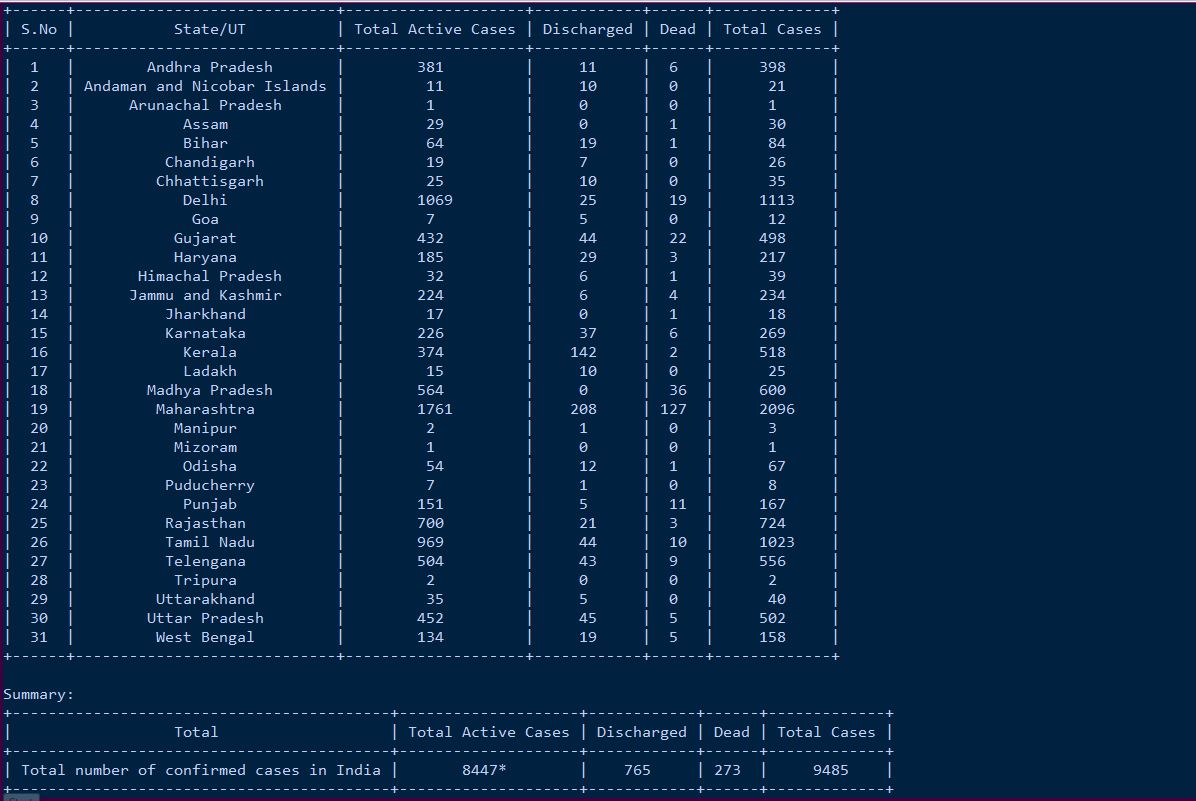 S.No | State/UT | Total Active Cases | Discharged | Dead | Total Cases
1 | Andhra Pradesh | 381 | 11 | 6 | 398
2 | Andaman and Nicobar Islands | 11 | 10 | 0 | 21
3 | Arunachal Pradesh | 1 | 0 | 0 | 1
4 | Assam | 29 | 0 | 1 | 30
5 | Bihar | 64 | 19 | 1 | 84
6 | Chandigarh | 19 | 7 | 0 | 26
7 | Chhattisgarh | 25 | 10 | 0 | 35
8 | Delhi | 1069 | 25 | 19 | 1113
9 | Goa | 7 | 5 | 0 | 12
10 | Gujarat | 432 | 44 | 22 | 498
11 | Haryana | 185 | 29 | 3 | 217
12 | Himachal Pradesh | 32 | 6 | 1 | 39
13 | Jammu and Kashmir | 224 | 6 | 4 | 234
14 | Jharkhand | 17 | 0 | 1 | 18
15 | Karnataka | 226 | 37 | 6 | 269
16 | Kerala | 374 | 142 | 2 | 518
17 | Ladakh | 15 | 10 | 0 | 25
18 | Madhya Pradesh | 564 | 0 | 36 | 600
19 | Maharashtra | 1761 | 208 | 127 | 2096
20 | Manipur | 2 | 1 | 0 | 3
21 | Mizoram | 1 | 0 | 0 | 1
22 | Odisha | 54 | 12 | 1 | 67
23 | Puducherry | 7 | 1 | 0 | 8
24 | Punjab | 151 | 5 | 11 | 167
25 | Rajasthan | 700 | 21 | 3 | 724
26 | Tamil Nadu | 969 | 44 | 10 | 1023
27 | Telengana | 504 | 43 | 9 | 556
28 | Tripura | 2 | 0 | 0 | 2
29 | Uttarakhand | 35 | 5 | 0 | 40
30 | Uttar Pradesh | 452 | 45 | 5 | 502
31 | West Bengal | 134 | 19 | 5 | 158
Summary:
Total | Total Active Cases | Discharged | Dead | Total Cases
Total number of confirmed cases in India | 8447* | 765 | 273 | 9485